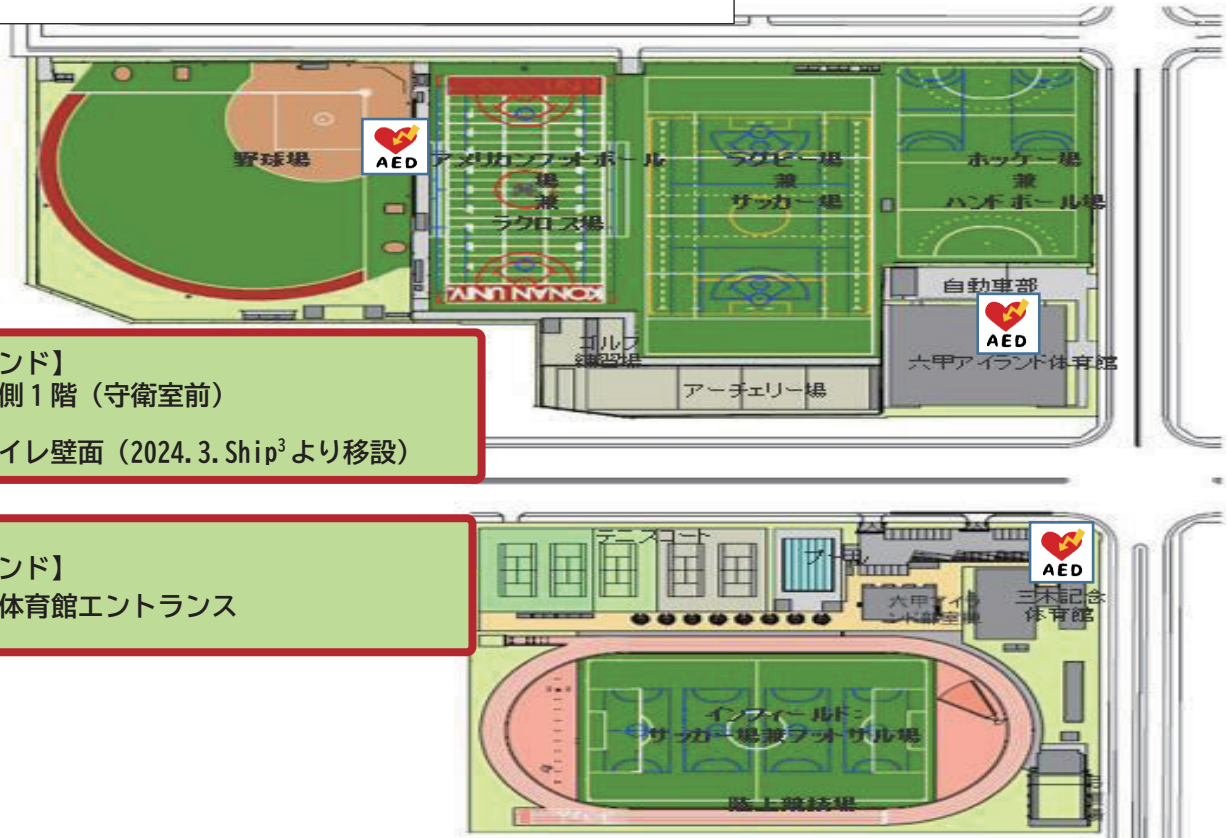 野球場
AED
アメリカンフットボール
場
兼
ラクロス場
KONAN UNIV.
ラグビー場
兼
サッカー場
ホッケー場
兼
ハンドボール場
自動車部
AED
六甲アイランド体育館
ゴルフ
練習場
アーチェリー場
ンド】
側1階（守衛室前）
イレ壁面（2024.3.Ship³より移設）
ンド】
体育館エントランス
テニスコート
プール
AED
六甲アイラ
ンド部室棟
三木記念
体育館
インフィールド：
サッカー場兼フットサル場
陸上競技場